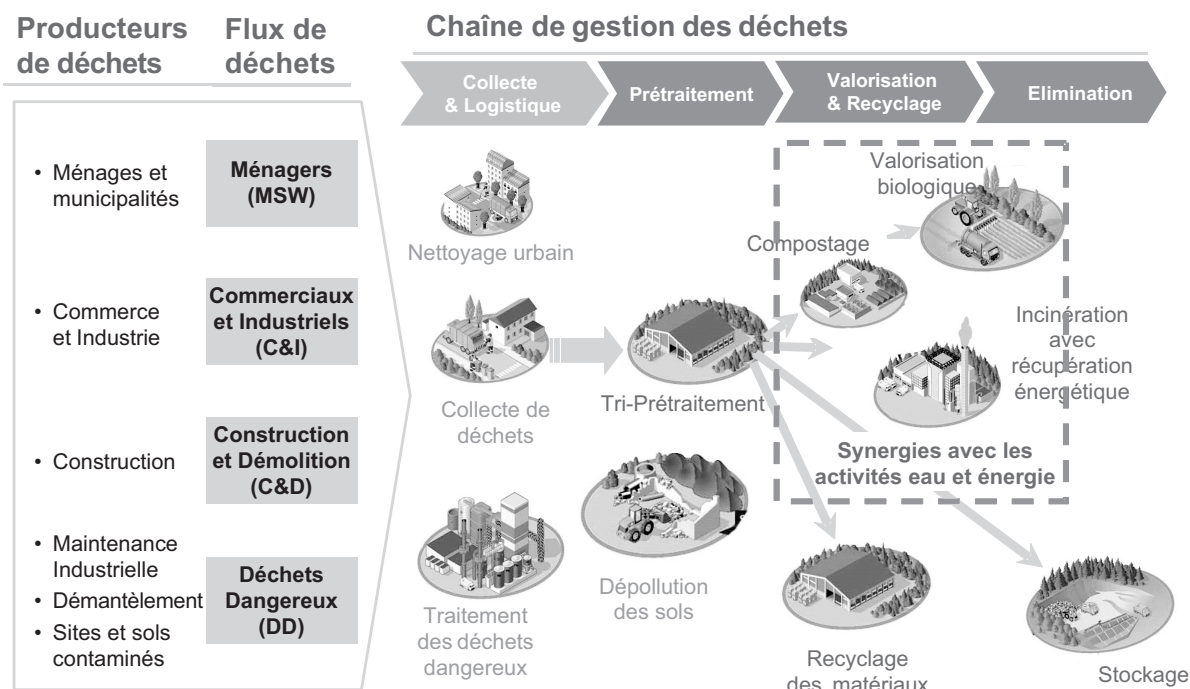 Producteurs
de déchets
Flux de
déchets
Chaîne de gestion des déchets
Collecte
& Logistique
Prétraitement
Valorisation
& Recyclage
Elimination
• Ménages et
municipalités
Ménagers
(MSW)
• Commerce
et Industrie
Commerciaux
et Industriels
(C&I)
• Construction
Construction
et Démolition
(C&D)
• Maintenance
Industrielle
• Démantèlement
• Sites et sols
contaminés
Déchets
Dangereux
(DD)
Nettoyage urbain
Collecte de
déchets
Traitement
des déchets
dangereux
Tri-Prétraitement
Dépollution
des sols
Valorisation
biologique
Compostage
Incinération
avec
récupération
énergétique
Synergies avec les
activités eau et énergie
Recyclage
des matériaux
Stockage